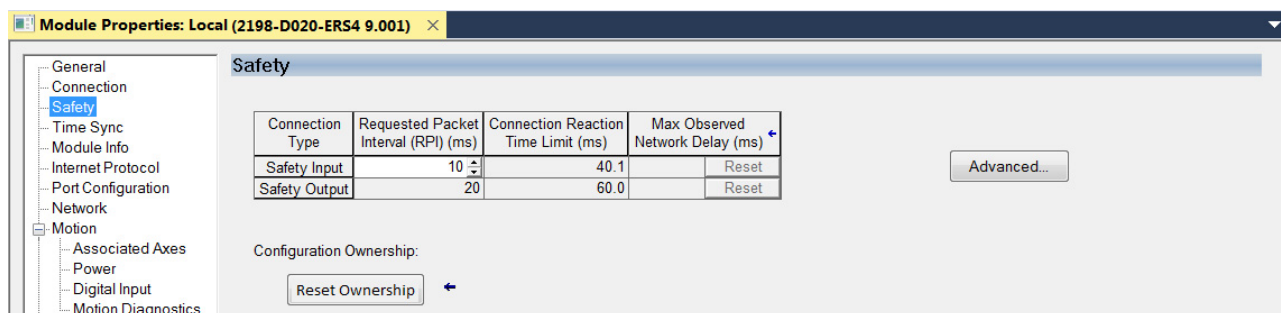 Module Properties: Local (2198-D020-ERS4 9.001)
General
Connection
Safety
Time Sync
Module Info
Internet Protocol
Port Configuration
Network
Motion
Associated Axes
Power
Digital Input
Motion Diagnostics
Safety
Connection Type Requested Packet Interval (RPI) (ms) Connection Reaction Time Limit (ms) Max Observed Network Delay (ms)
Safety Input 10 40.1 Reset
Safety Output 20 60.0 Reset
Advanced...
Configuration Ownership:
Reset Ownership